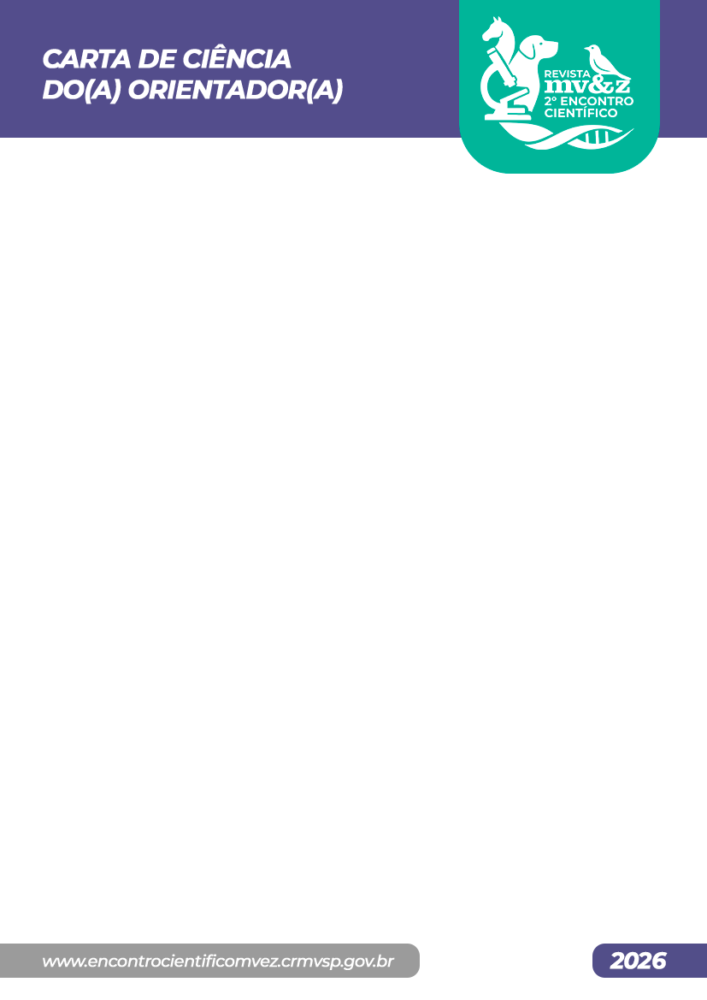 CARTA DE CIÊNCIA
DO(A) ORIENTADOR(A)
REVISTA
mv&z
2º ENCONTRO
CIENTÍFICO
www.encontrocientificomvez.crmvsp.gov.br
2026